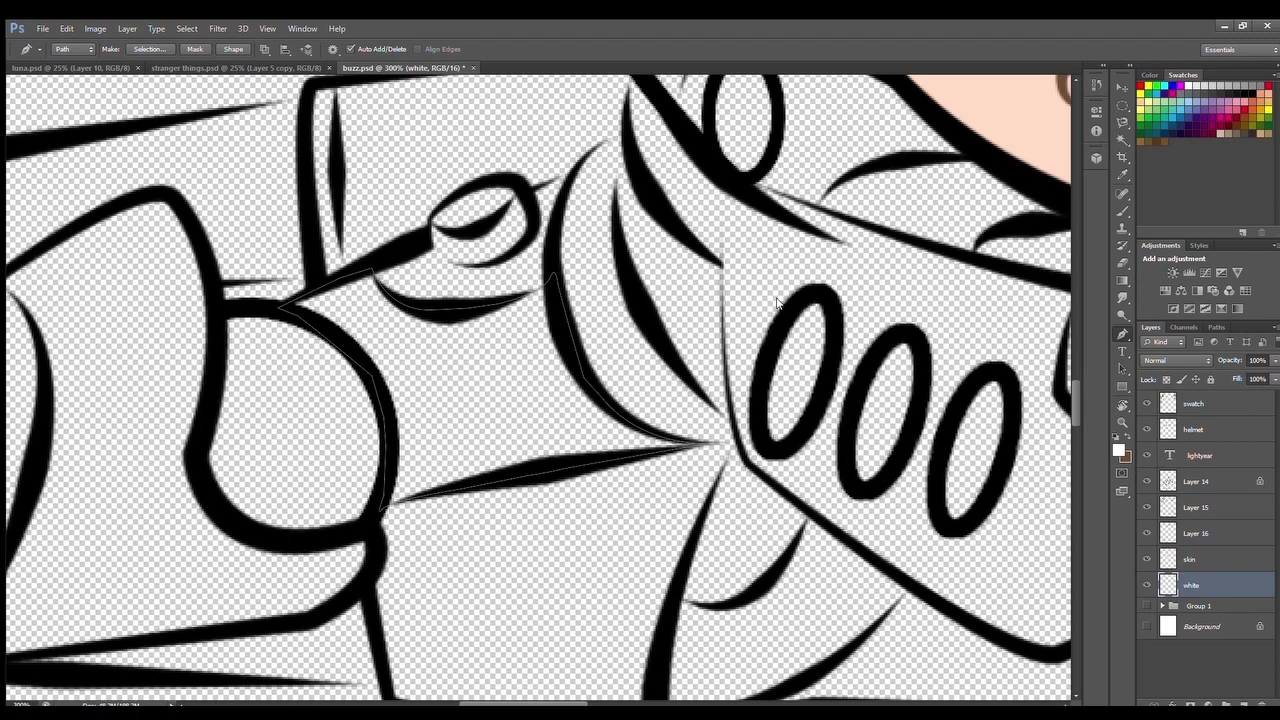 Ps File Edit Image Layer Type Select Filter 3D View Window Help
Path Make: Selection... Mask Shape Auto Add/Delete Align Edges Essentials
luna.psd @ 25% (Layer 10, RGB/8) × stranger things.psd @ 25% (Layer 5 copy, RGB/8) × buzz.psd @ 300% (white, RGB/16) * ×
Color Swatches
Adjustments Styles
Add an adjustment
Layers Channels Paths
Kind
Normal Opacity: 100%
Lock: Fill: 100%
swatch
helmet
T lightyear
Layer 14
Layer 15
Layer 16
skin
white
Group 1
Background